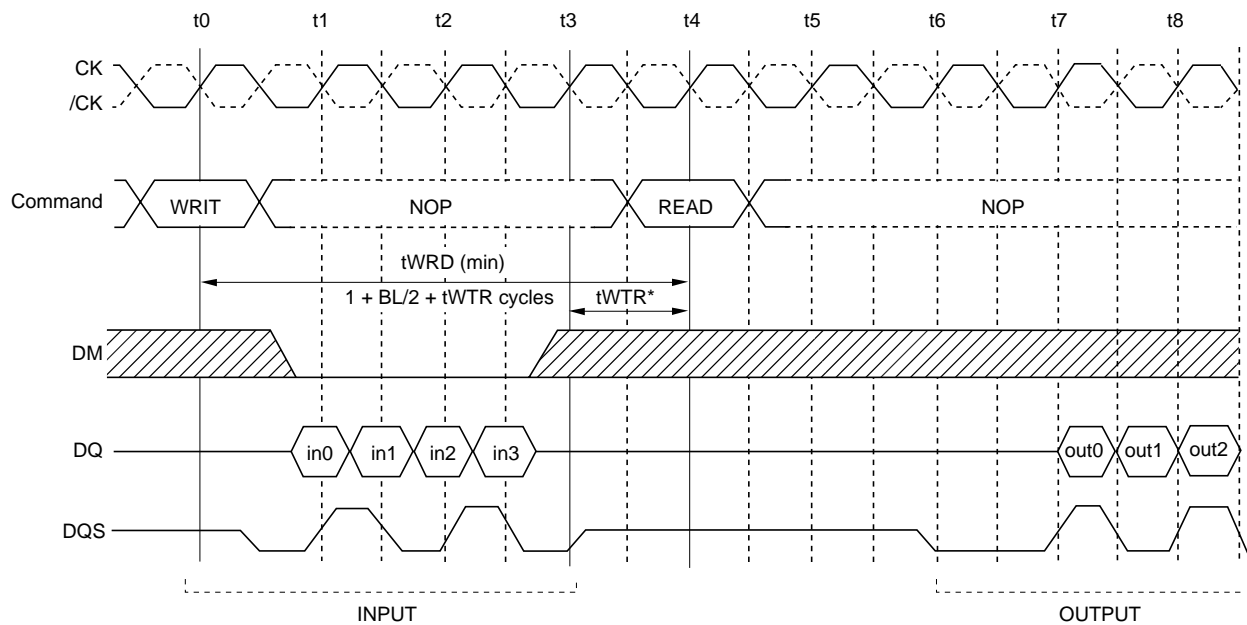 t0 t1 t2 t3 t4 t5 t6 t7 t8
CK
/CK
Command WRIT NOP READ NOP
tWRD (min)
1 + BL/2 + tWTR cycles tWTR*
DM
DQ in0 in1 in2 in3 out0 out1 out2
DQS
INPUT OUTPUT